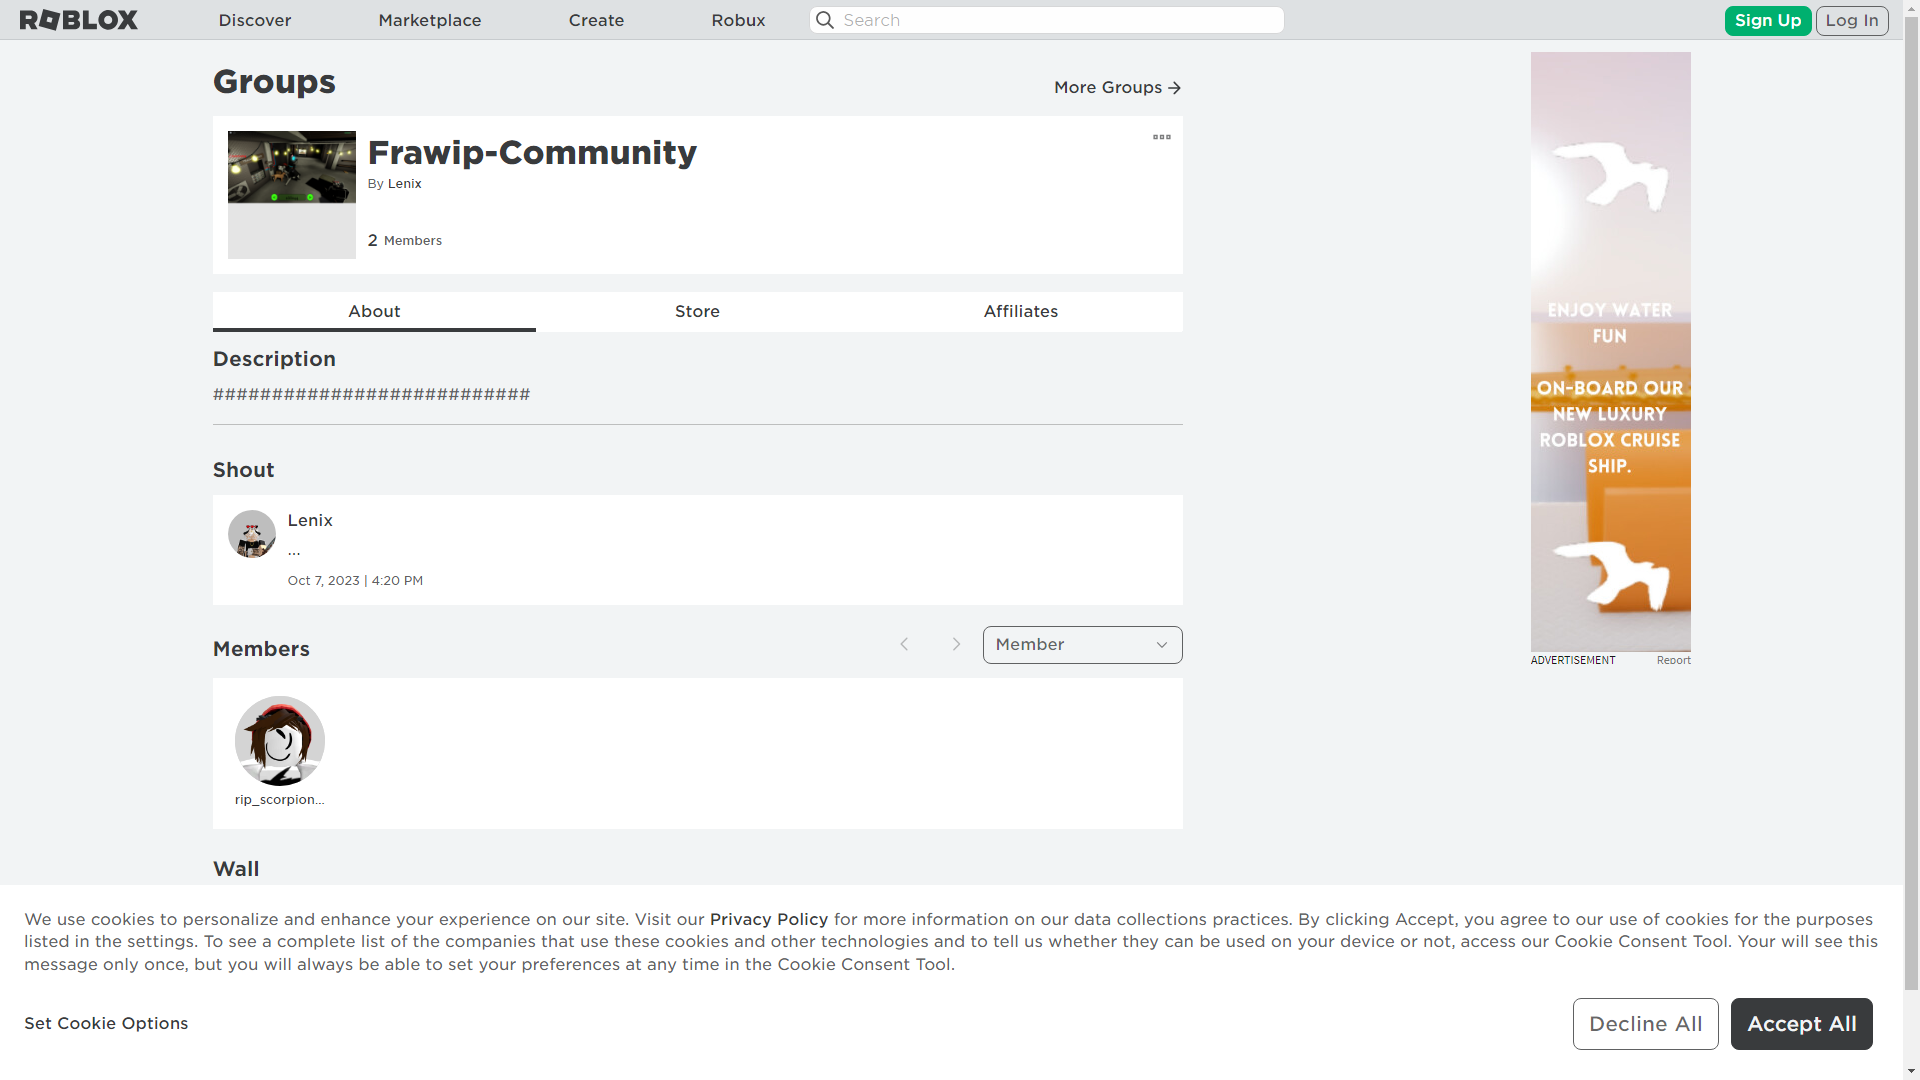 ROBLOX
Discover
Marketplace
Create
Robux
Search
Sign Up
Log In
Groups
More Groups
Frawip-Community
By Lenix
2 Members
About
Store
Affiliates
Description
###########################
Shout
Lenix
...
Oct 7, 2023 | 4:20 PM
Members
Member
rip_scorpion...
Wall
ENJOY WATER
FUN
ON-BOARD OUR
NEW LUXURY
ROBLOX CRUISE
SHIP.
ADVERTISEMENT
Report
We use cookies to personalize and enhance your experience on our site. Visit our Privacy Policy for more information on our data collections practices. By clicking Accept, you agree to our use of cookies for the purposes
listed in the settings. To see a complete list of the companies that use these cookies and other technologies and to tell us whether they can be used on your device or not, access our Cookie Consent Tool. Your will see this
message only once, but you will always be able to set your preferences at any time in the Cookie Consent Tool.
Set Cookie Options
Decline All
Accept All